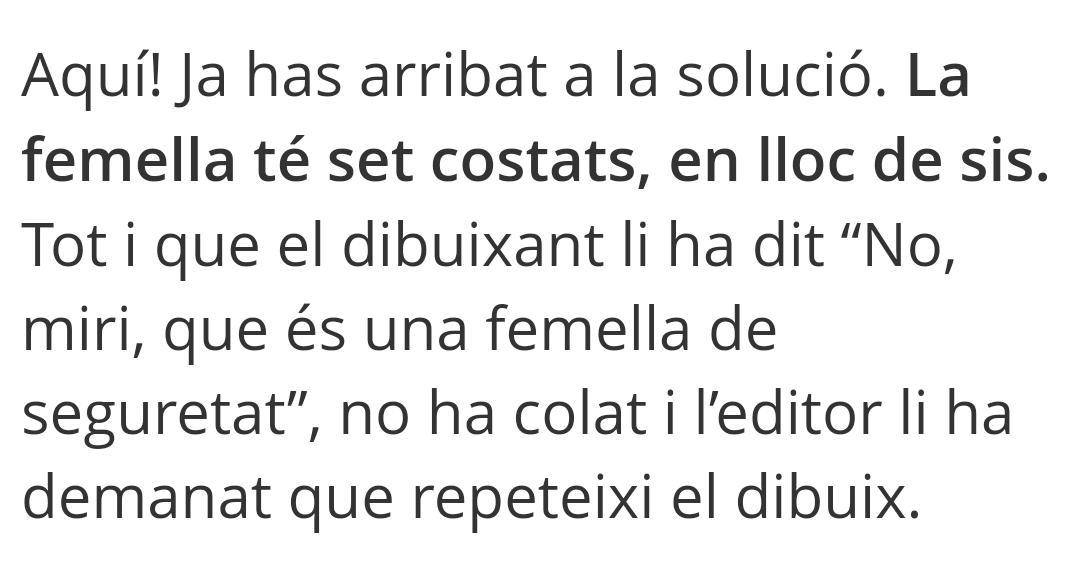 Aquí! Ja has arribat a la solució. La
femella té set costats, en lloc de sis.
Tot i que el dibuixant li ha dit “No,
miri, que és una femella de
seguretat”, no ha colat i l’editor li ha
demanat que repeteixi el dibuix.